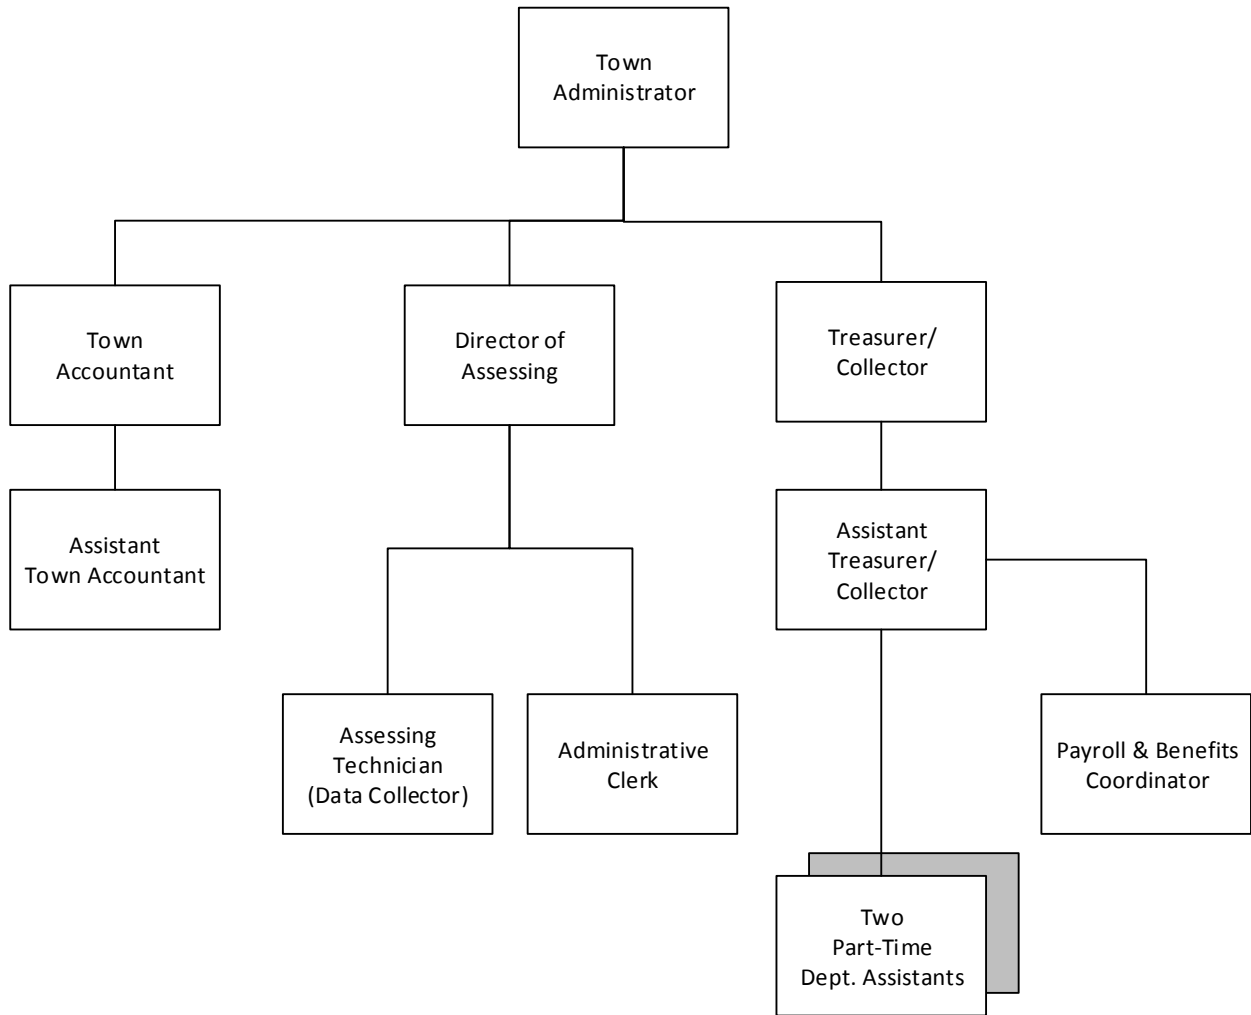 Town
Administrator
Town
Accountant
Director of
Assessing
Treasurer/
Collector
Assistant
Town Accountant
Assistant
Treasurer/
Collector
Assessing
Technician
(Data Collector)
Administrative
Clerk
Payroll & Benefits
Coordinator
Two
Part-Time
Dept. Assistants